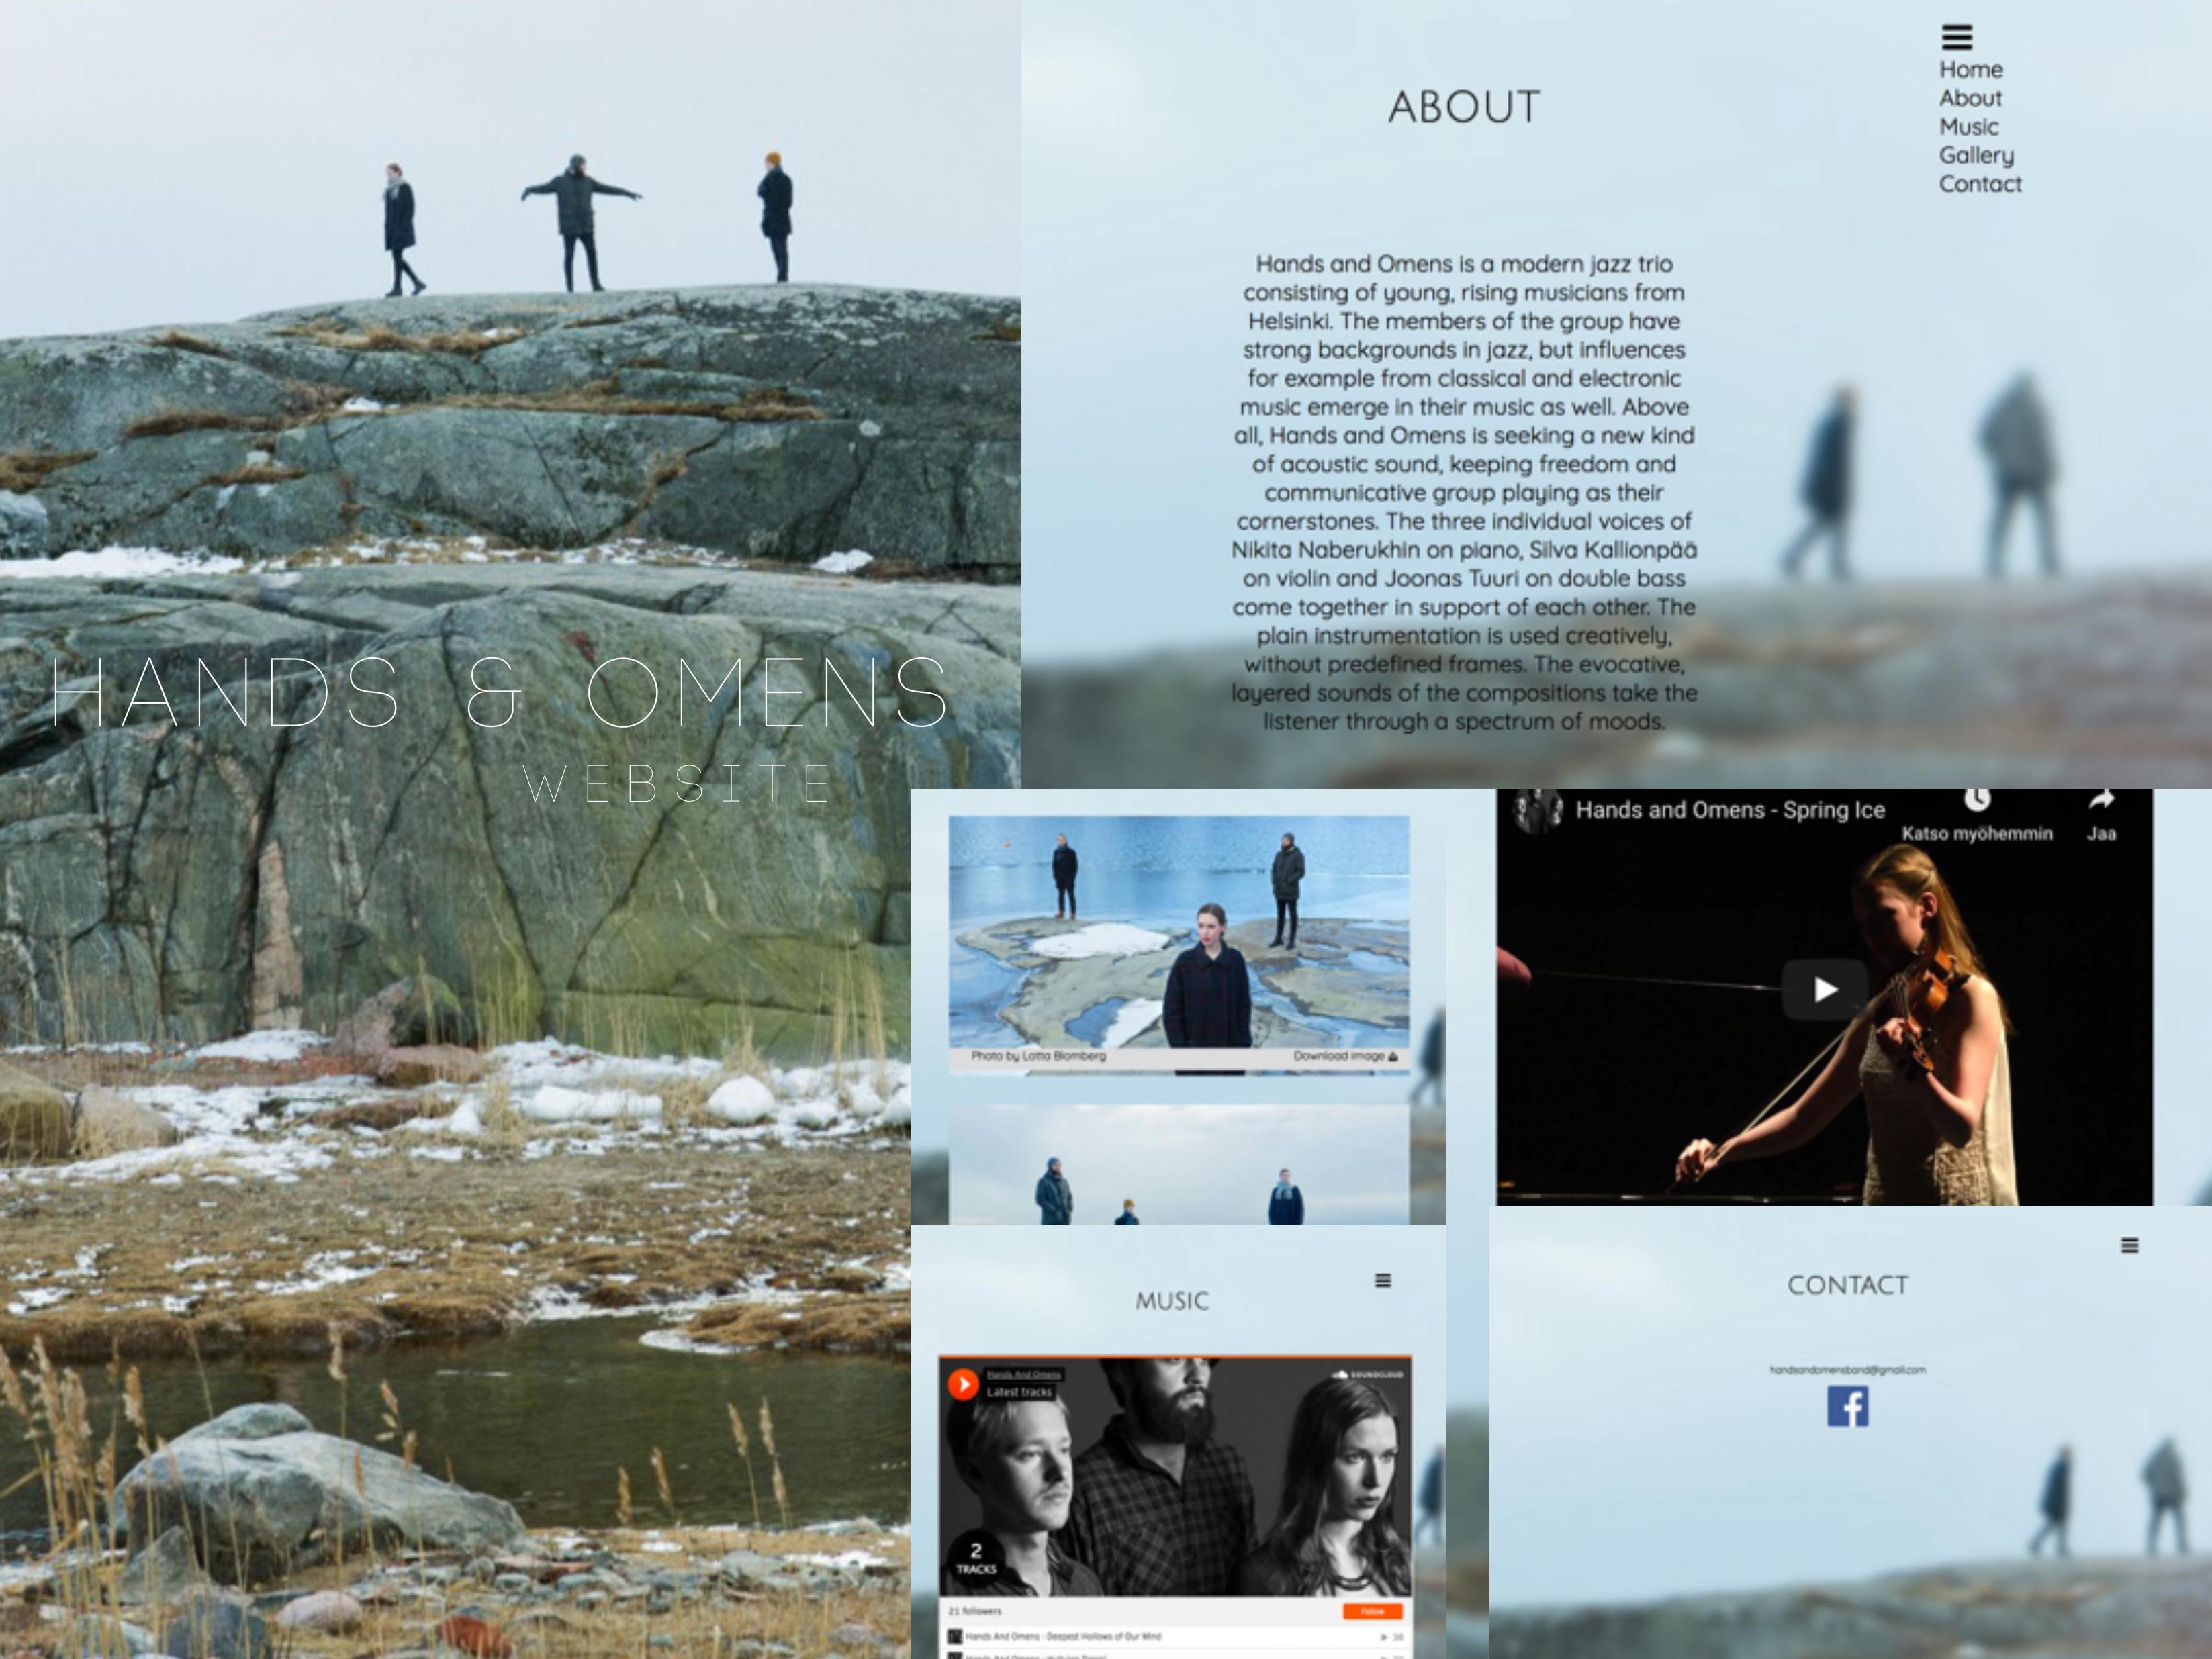 HANDS & OMENS
WEBSITE
ABOUT
Home
About
Music
Gallery
Contact
Hands and Omens is a modern jazz trio
consisting of young, rising musicians from
Helsinki. The members of the group have
strong backgrounds in jazz, but influences
for example from classical and electronic
music emerge in their music as well. Above
all, Hands and Omens is seeking a new kind
of acoustic sound, keeping freedom and
communicative group playing as their
cornerstones. The three individual voices of
Nikita Naberukhin on piano, Silva Kallionpää
on violin and Joonas Tuuri on double bass
come together in support of each other. The
plain instrumentation is used creatively,
without predefined frames. The evocative,
layered sounds of the compositions take the
listener through a spectrum of moods.
Photo by Lotta Blomberg
Download image
Hands and Omens - Spring Ice
Katso myöhemmin
Jaa
MUSIC
Hands And Omens
Latest tracks
SOUNDCLOUD
2
TRACKS
21 followers
Follow
Hands And Omens - Deepest Hollows of Our Mind
Hands And Omens -
CONTACT
handsandomensband@gmail.com